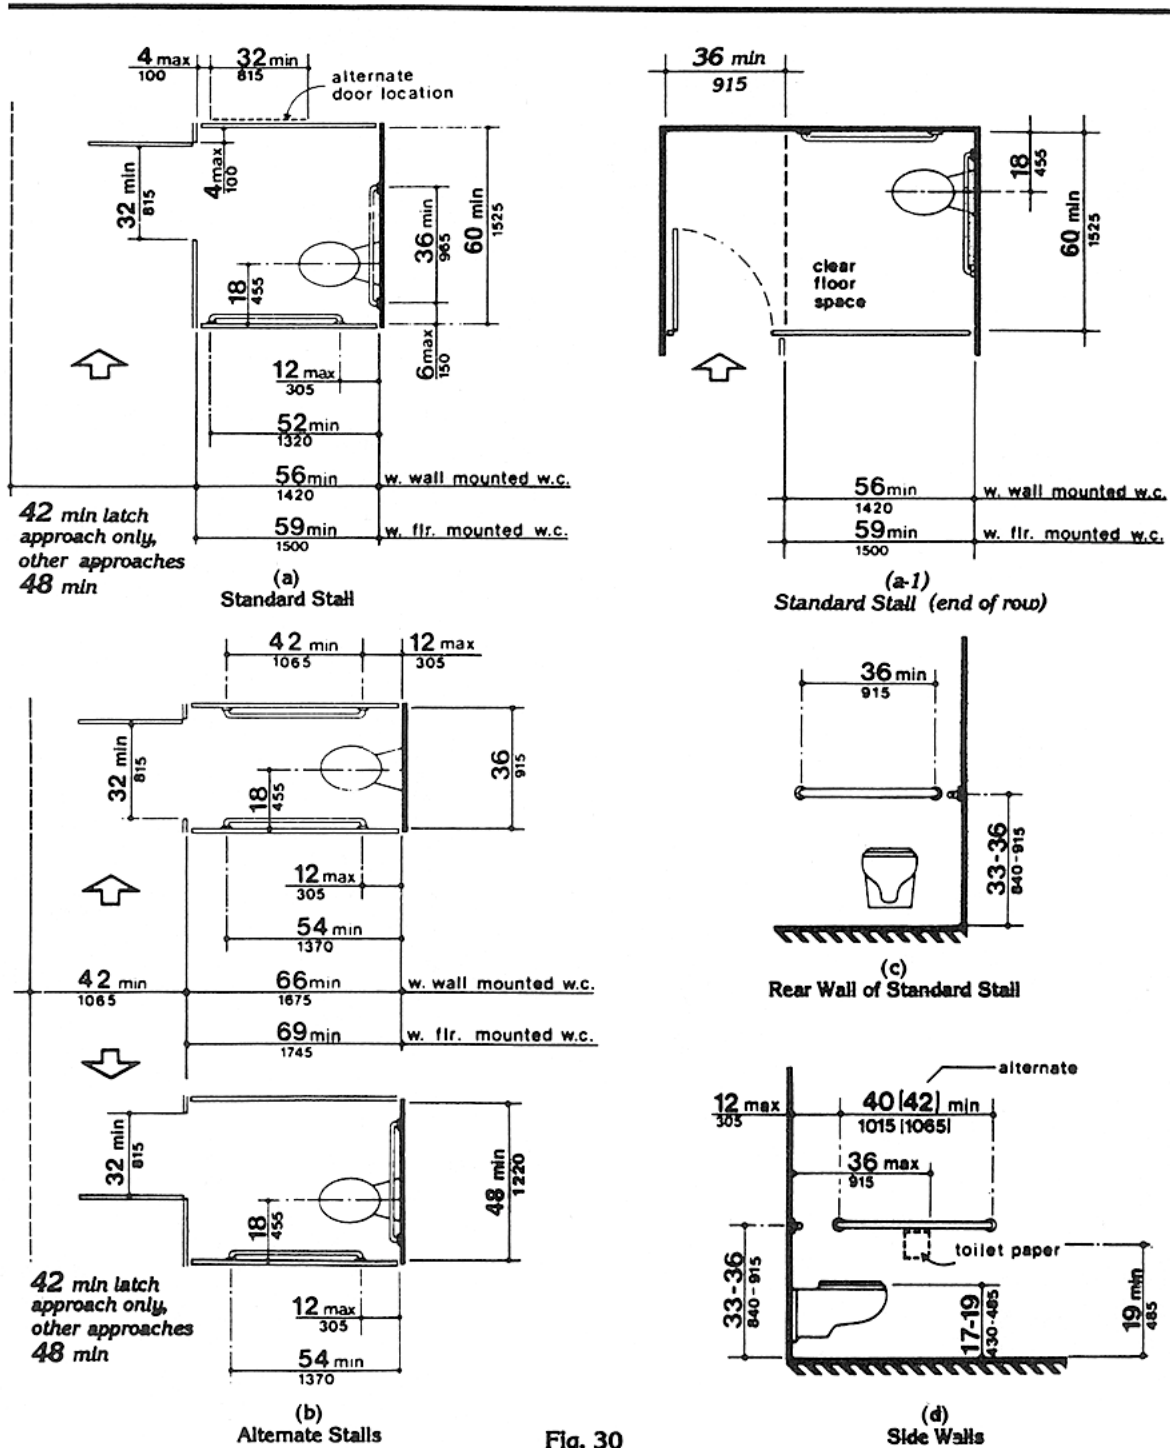 4 max
100
32 min
815
alternate
door location
32 min
815
4 max
100
18
455
36 min
965
60 min
1525
6 max
150
12 max
305
52 min
1320
56 min
1420
w. wall mounted w.c.
59 min
1500
w. flr. mounted w.c.
42 min latch
approach only,
other approaches
48 min
(a)
Standard Stall
36 min
915
18
455
60 min
1525
clear
floor
space
56 min
1420
w. wall mounted w.c.
59 min
1500
w. flr. mounted w.c.
(a-1)
Standard Stall (end of row)
42 min
1065
12 max
305
32 min
815
18
455
36
915
12 max
305
54 min
1370
42 min
1065
66 min
1675
w. wall mounted w.c.
69 min
1745
w. flr. mounted w.c.
32 min
815
18
455
48 min
1220
42 min latch
approach only,
other approaches
48 min
12 max
305
54 min
1370
(b)
Alternate Stalls
36 min
915
33-36
840-915
(c)
Rear Wall of Standard Stall
alternate
12 max
305
40 (42) min
1015 (1065)
36 max
915
toilet paper
33-36
840-915
17-19
430-485
19 min
485
(d)
Side Walls
Fig. 30